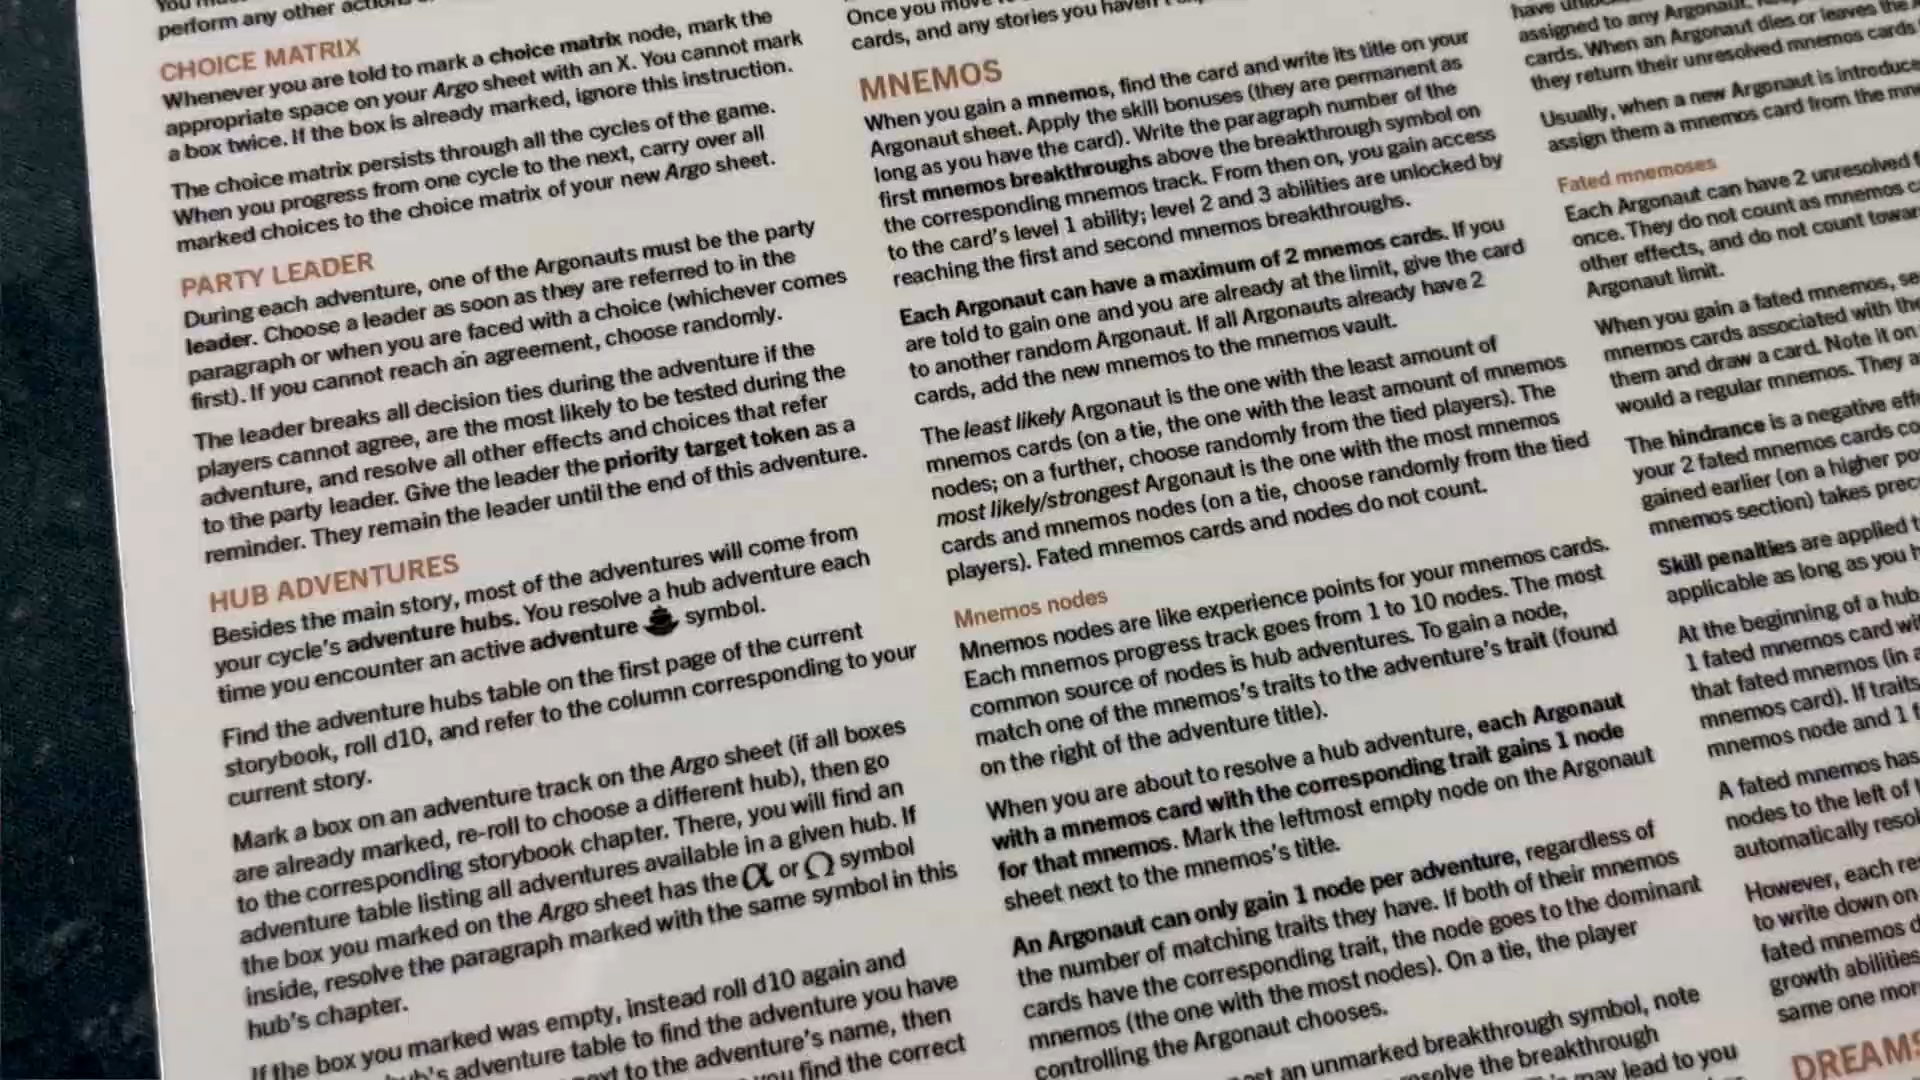 perform any other actions
CHOICE MATRIX
Whenever you are told to mark a choice matrix node, mark the
appropriate space on your Argo sheet with an X. You cannot mark
a box twice. If the box is already marked, ignore this instruction.
The choice matrix persists through all the cycles of the game.
When you progress from one cycle to the next, carry over all
marked choices to the choice matrix of your new Argo sheet.
PARTY LEADER
During each adventure, one of the Argonauts must be the party
leader. Choose a leader as soon as they are referred to in the
paragraph or when you are faced with a choice (whichever comes
first). If you cannot reach an agreement, choose randomly.
The leader breaks all decision ties during the adventure if the
players cannot agree, are the most likely to be tested during the
adventure, and resolve all other effects and choices that refer
to the party leader. Give the leader the priority target token as a
reminder. They remain the leader until the end of this adventure.
HUB ADVENTURES
Besides the main story, most of the adventures will come from
your cycle's adventure hubs. You resolve a hub adventure each
time you encounter an active adventure symbol.
Find the adventure hubs table on the first page of the current
storybook, roll d10, and refer to the column corresponding to your
current story.
Mark a box on an adventure track on the Argo sheet (if all boxes
are already marked, re-roll to choose a different hub), then go
to the corresponding storybook chapter. There, you will find an
adventure table listing all adventures available in a given hub. If
the box you marked on the Argo sheet has the α or Ω symbol
inside, resolve the paragraph marked with the same symbol in this
hub's chapter.
If the box you marked was empty, instead roll d10 again and
hub's adventure table to find the adventure you have
next to the adventure's name, then
you find the correct
Once you move
cards, and any stories you haven't
MNEMOS
When you gain a mnemos, find the card and write its title on your
Argonaut sheet. Apply the skill bonuses (they are permanent as
long as you have the card). Write the paragraph number of the
first mnemos breakthroughs above the breakthrough symbol on
the corresponding mnemos track. From then on, you gain access
to the card's level 1 ability; level 2 and 3 abilities are unlocked by
reaching the first and second mnemos breakthroughs.
Each Argonaut can have a maximum of 2 mnemos cards. If you
are told to gain one and you are already at the limit, give the card
to another random Argonaut. If all Argonauts already have 2
cards, add the new mnemos to the mnemos vault.
The least likely Argonaut is the one with the least amount of
mnemos cards (on a tie, the one with the least amount of mnemos
nodes; on a further, choose randomly from the tied players). The
most likely/strongest Argonaut is the one with the most mnemos
cards and mnemos nodes (on a tie, choose randomly from the tied
players). Fated mnemos cards and nodes do not count.
Mnemos nodes
Mnemos nodes are like experience points for your mnemos cards.
Each mnemos progress track goes from 1 to 10 nodes. The most
common source of nodes is hub adventures. To gain a node,
match one of the mnemos's traits to the adventure's trait (found
on the right of the adventure title).
When you are about to resolve a hub adventure, each Argonaut
with a mnemos card with the corresponding trait gains 1 node
for that mnemos. Mark the leftmost empty node on the Argonaut
sheet next to the mnemos's title.
An Argonaut can only gain 1 node per adventure, regardless of
the number of matching traits they have. If both of their mnemos
cards have the corresponding trait, the node goes to the dominant
mnemos (the one with the most nodes). On a tie, the player
controlling the Argonaut chooses.
an unmarked breakthrough symbol, note
the breakthrough
may lead to you
assigned to any Argonaut,
cards. When an Argonaut dies or leaves the
they return their unresolved mnemos cards
Usually, when a new Argonaut is
assign them a mnemos card from the
Fated mnemoses
Each Argonaut can have 2 unresolved
once. They do not count as mnemos
other effects, and do not count
Argonaut limit.
When you gain a fated mnemos,
mnemos cards associated with
them and draw a card. Note it on
would a regular mnemos. They
The hindrance is a negative
your 2 fated mnemos cards
gained earlier (on a higher
mnemos section) takes
Skill penalties are applied
applicable as long as you
At the beginning of a hub
1 fated mnemos card
that fated mnemos (in
mnemos card). If traits
mnemos node and 1
A fated mnemos has
nodes to the left of
automatically
However, each
to write down on
fated mnemos
growth abilities
same one
DREAMS